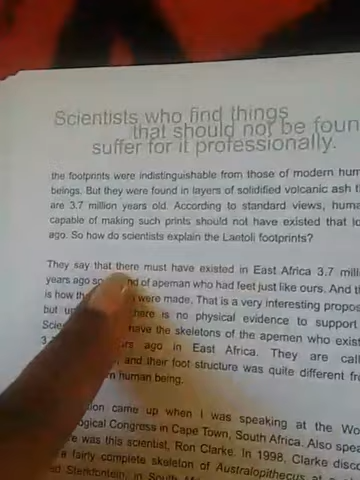 Scientists who find things
that should not be foun
suffer for it professionally.
the footprints were indistinguishable from those of modern hum
beings. But they were found in layers of solidified volcanic ash t
are 3.7 million years old. According to standard views, huma
capable of making such prints should not have existed that lo
ago. So how do scientists explain the Laetoli footprints?
They say that there must have existed in East Africa 3.7 milli
years ago so nd of apeman who had feet just like ours. And t
is how th were made. That is a very interesting propos
but u here is no physical evidence to support
Scie have the skeletons of the apemen who exist
3. rs ago in East Africa. They are call
and their foot structure was quite different fr
n human being.
ion came up when I was speaking at the Wo
ogical Congress in Cape Town, South Africa. Also spea
e was this scientist, Ron Clarke. In 1998, Clarke disco
a fairly complete skeleton of Australopithecus at
ed Sterkfontein, in South